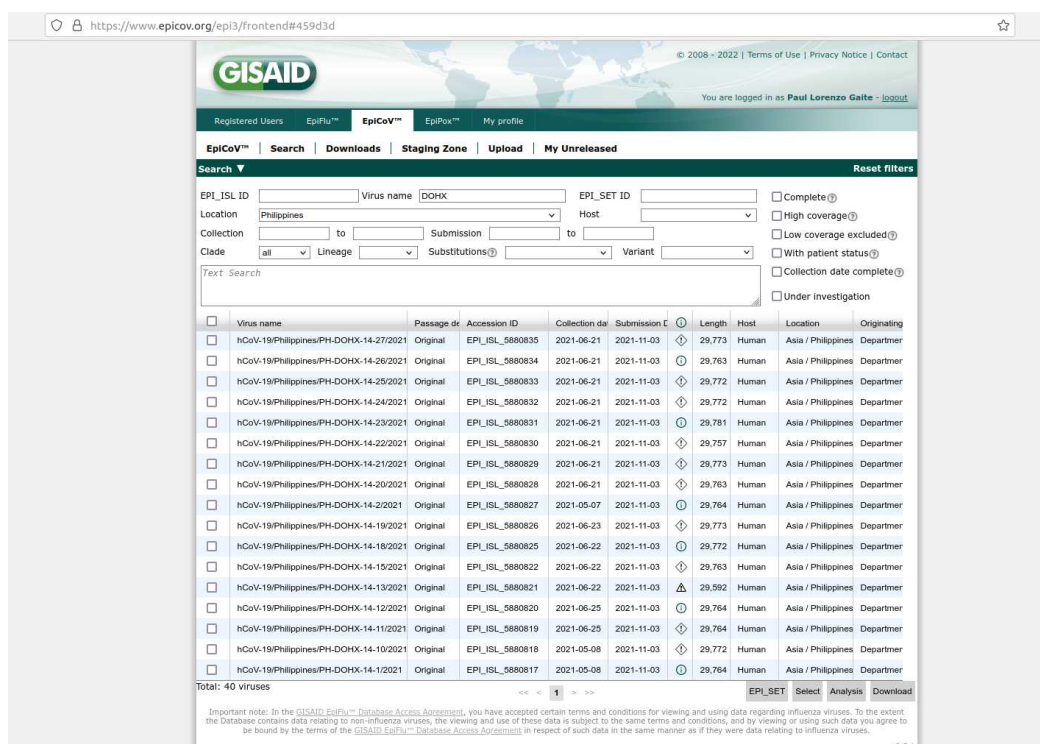 https://www.epicov.org/epi3/frontend#459d3d
© 2008 - 2022 | Terms of Use | Privacy Notice | Contact
GISAID
You are logged in as Paul Lorenzo Gaite - logout
Registered Users EpiFlu™ EpiCoV™ EpiPox™ My profile
EpiCoV™ | Search | Downloads | Staging Zone | Upload | My Unreleased
Search ▼ Reset filters
EPI_ISL ID Virus name DOHX EPI_SET ID Complete
Location Philippines Host High coverage
Collection to Submission to Low coverage excluded
Clade all Lineage Substitutions Variant With patient status
Text Search Collection date complete
Under investigation
Virus name Passage de Accession ID Collection da Submission D Length Host Location Originating
hCoV-19/Philippines/PH-DOHX-14-27/2021 Original EPI_ISL_5880835 2021-06-21 2021-11-03 29,773 Human Asia / Philippines Departmer
hCoV-19/Philippines/PH-DOHX-14-26/2021 Original EPI_ISL_5880834 2021-06-21 2021-11-03 29,763 Human Asia / Philippines Departmer
hCoV-19/Philippines/PH-DOHX-14-25/2021 Original EPI_ISL_5880833 2021-06-21 2021-11-03 29,772 Human Asia / Philippines Departmer
hCoV-19/Philippines/PH-DOHX-14-24/2021 Original EPI_ISL_5880832 2021-06-21 2021-11-03 29,772 Human Asia / Philippines Departmer
hCoV-19/Philippines/PH-DOHX-14-23/2021 Original EPI_ISL_5880831 2021-06-21 2021-11-03 29,781 Human Asia / Philippines Departmer
hCoV-19/Philippines/PH-DOHX-14-22/2021 Original EPI_ISL_5880830 2021-06-21 2021-11-03 29,757 Human Asia / Philippines Departmer
hCoV-19/Philippines/PH-DOHX-14-21/2021 Original EPI_ISL_5880829 2021-06-21 2021-11-03 29,773 Human Asia / Philippines Departmer
hCoV-19/Philippines/PH-DOHX-14-20/2021 Original EPI_ISL_5880828 2021-06-21 2021-11-03 29,763 Human Asia / Philippines Departmer
hCoV-19/Philippines/PH-DOHX-14-2/2021 Original EPI_ISL_5880827 2021-05-07 2021-11-03 29,764 Human Asia / Philippines Departmer
hCoV-19/Philippines/PH-DOHX-14-19/2021 Original EPI_ISL_5880826 2021-06-23 2021-11-03 29,773 Human Asia / Philippines Departmer
hCoV-19/Philippines/PH-DOHX-14-18/2021 Original EPI_ISL_5880825 2021-06-22 2021-11-03 29,772 Human Asia / Philippines Departmer
hCoV-19/Philippines/PH-DOHX-14-15/2021 Original EPI_ISL_5880822 2021-06-22 2021-11-03 29,763 Human Asia / Philippines Departmer
hCoV-19/Philippines/PH-DOHX-14-13/2021 Original EPI_ISL_5880821 2021-06-22 2021-11-03 29,592 Human Asia / Philippines Departmer
hCoV-19/Philippines/PH-DOHX-14-12/2021 Original EPI_ISL_5880820 2021-06-25 2021-11-03 29,764 Human Asia / Philippines Departmer
hCoV-19/Philippines/PH-DOHX-14-11/2021 Original EPI_ISL_5880819 2021-06-25 2021-11-03 29,764 Human Asia / Philippines Departmer
hCoV-19/Philippines/PH-DOHX-14-10/2021 Original EPI_ISL_5880818 2021-05-08 2021-11-03 29,772 Human Asia / Philippines Departmer
hCoV-19/Philippines/PH-DOHX-14-1/2021 Original EPI_ISL_5880817 2021-05-08 2021-11-03 29,764 Human Asia / Philippines Departmer
Total: 40 viruses << < 1 > >> EPI_SET Select Analysis Download
Important note: In the GISAID EpiFlu™ Database Access Agreement, you have accepted certain terms and conditions for viewing and using data regarding influenza viruses. To the extent
the Database contains data relating to non-influenza viruses, the viewing and use of these data is subject to the same terms and conditions, and by viewing or using such data you agree to
be bound by the terms of the GISAID EpiFlu™ Database Access Agreement in respect of such data in the same manner as if they were data relating to influenza viruses.